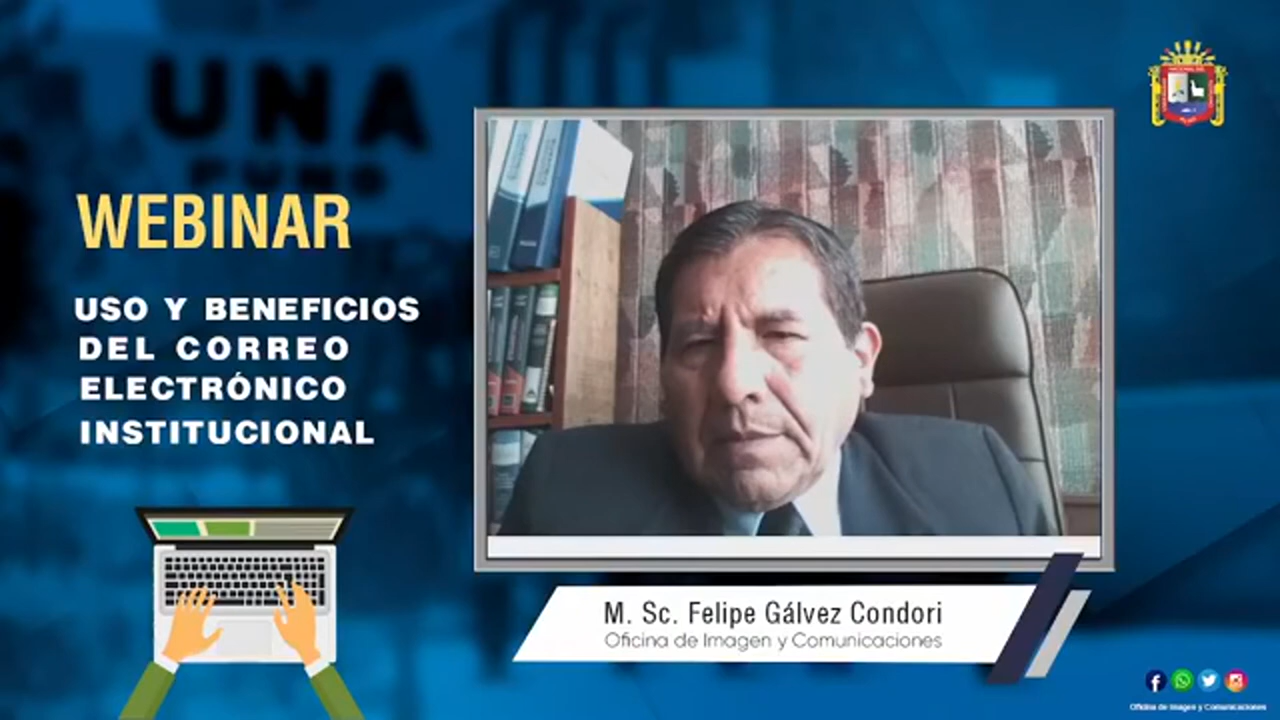 UNA
PUNO
WEBINAR
USO Y BENEFICIOS
DEL CORREO
ELECTRÓNICO
INSTITUCIONAL
M. Sc. Felipe Gálvez Condori
Oficina de Imagen y Comunicaciones
Oficina de Imagen y Comunicaciones